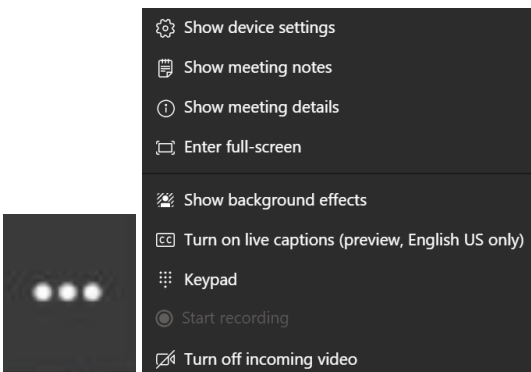 Show device settings
Show meeting notes
Show meeting details
Enter full-screen
Show background effects
CC Turn on live captions (preview, English US only)
Keypad
Start recording
Turn off incoming video